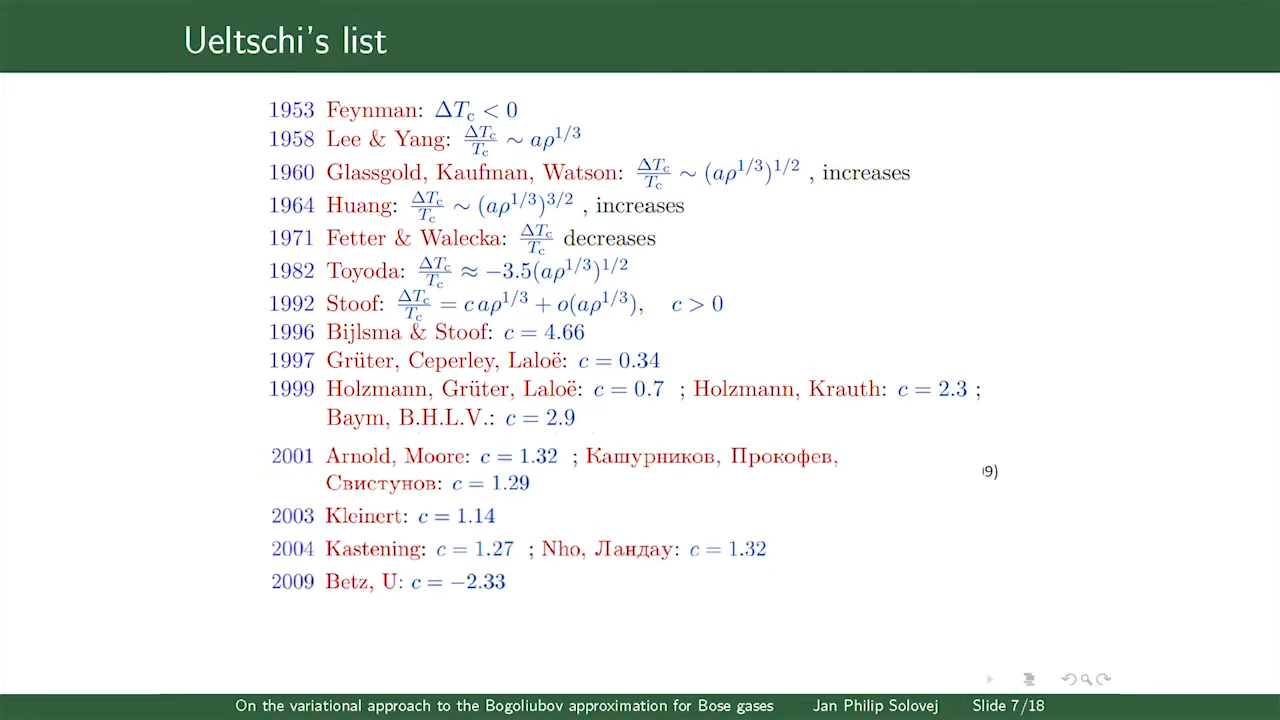 Ueltschi's list
1953 Feynman: ΔT_c < 0
1958 Lee & Yang: ΔT_c/T_c ∼ aρ^{1/3}
1960 Glassgold, Kaufman, Watson: ΔT_c/T_c ∼ (aρ^{1/3})^{1/2} , increases
1964 Huang: ΔT_c/T_c ∼ (aρ^{1/3})^{3/2} , increases
1971 Fetter & Walecka: ΔT_c/T_c decreases
1982 Toyoda: ΔT_c/T_c ≈ −3.5(aρ^{1/3})^{1/2}
1992 Stoof: ΔT_c/T_c = c aρ^{1/3} + o(aρ^{1/3}), c > 0
1996 Bijlsma & Stoof: c = 4.66
1997 Grüter, Ceperley, Laloë: c = 0.34
1999 Holzmann, Grüter, Laloë: c = 0.7 ; Holzmann, Krauth: c = 2.3 ;
Baym, B.H.L.V.: c = 2.9
2001 Arnold, Moore: c = 1.32 ; Кашурников, Прокофев,
Свистунов: c = 1.29
09)
2003 Kleinert: c = 1.14
2004 Kastening: c = 1.27 ; Nho, Ландау: c = 1.32
2009 Betz, U: c = −2.33
On the variational approach to the Bogoliubov approximation for Bose gases Jan Philip Solovej Slide 7/18